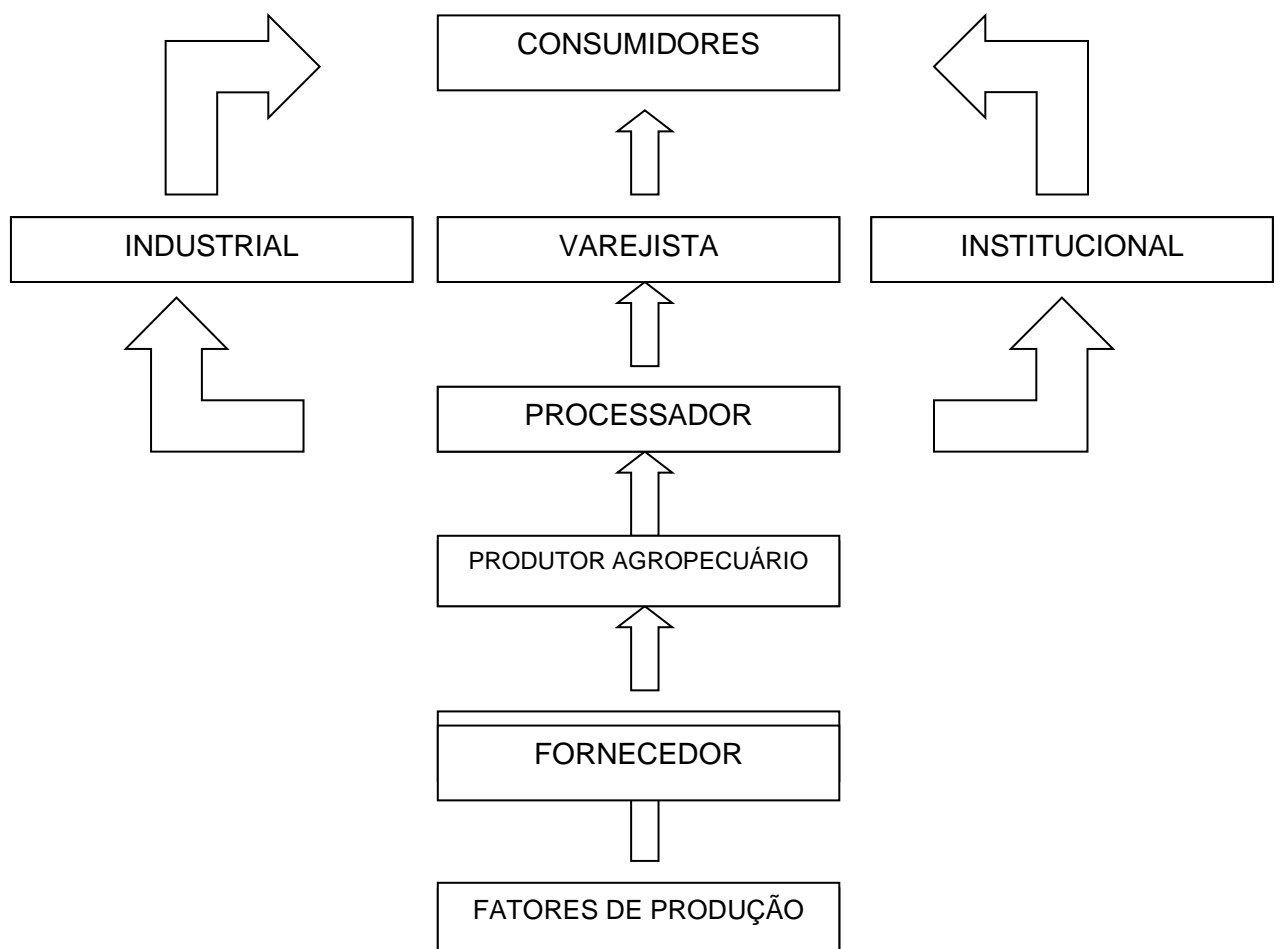 CONSUMIDORES
INDUSTRIAL
VAREJISTA
INSTITUCIONAL
PROCESSADOR
PRODUTOR AGROPECUÁRIO
FORNECEDOR
FATORES DE PRODUÇÃO